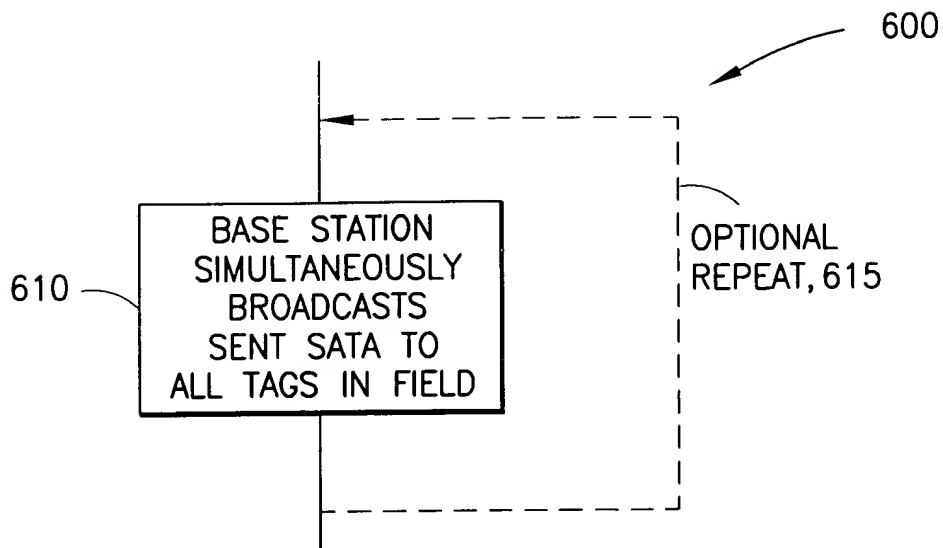 600
BASE STATION
SIMULTANEOUSLY
BROADCASTS
SENT SATA TO
ALL TAGS IN FIELD
610
OPTIONAL
REPEAT, 615